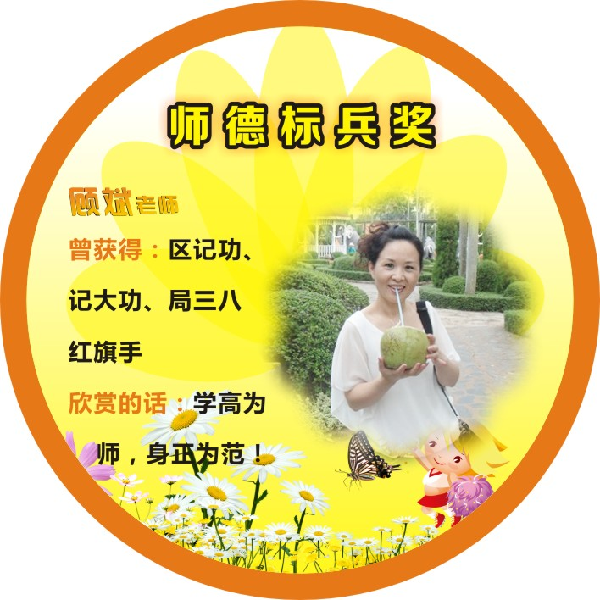 师德标兵奖
顾斌老师
曾获得：区记功、
记大功、局三八
红旗手
欣赏的话：学高为
师，身正为范！